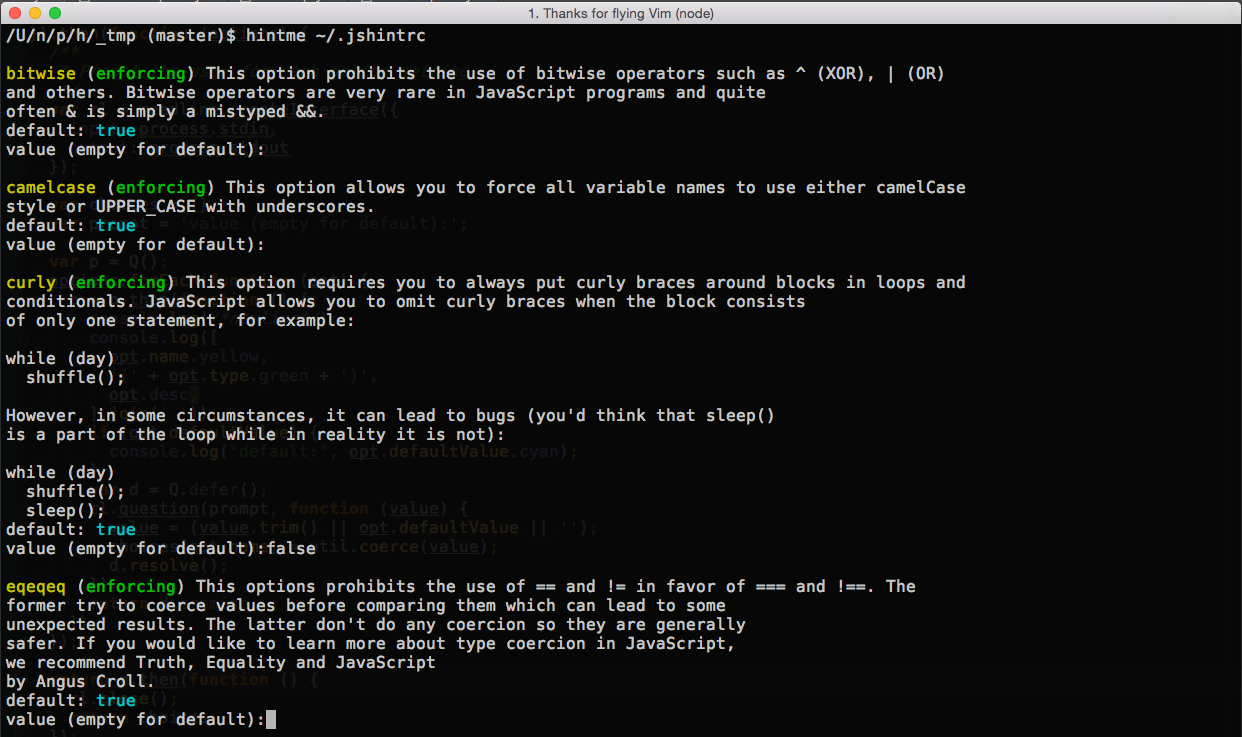 1. Thanks for flying Vim (node)
/U/n/p/h/_tmp (master)$ hintme ~/.jshintrc
bitwise (enforcing) This option prohibits the use of bitwise operators such as ^ (XOR), | (OR)
and others. Bitwise operators are very rare in JavaScript programs and quite
often & is simply a mistyped &&.
default: true
value (empty for default):
camelcase (enforcing) This option allows you to force all variable names to use either camelCase
style or UPPER_CASE with underscores.
default: true
value (empty for default):
curly (enforcing) This option requires you to always put curly braces around blocks in loops and
conditionals. JavaScript allows you to omit curly braces when the block consists
of only one statement, for example:
while (day)
  shuffle();
However, in some circumstances, it can lead to bugs (you'd think that sleep()
is a part of the loop while in reality it is not):
while (day)
  shuffle();
  sleep();
default: true
value (empty for default):false
eqeqeq (enforcing) This options prohibits the use of == and != in favor of === and !==. The
former try to coerce values before comparing them which can lead to some
unexpected results. The latter don't do any coercion so they are generally
safer. If you would like to learn more about type coercion in JavaScript,
we recommend Truth, Equality and JavaScript
by Angus Croll.
default: true
value (empty for default):